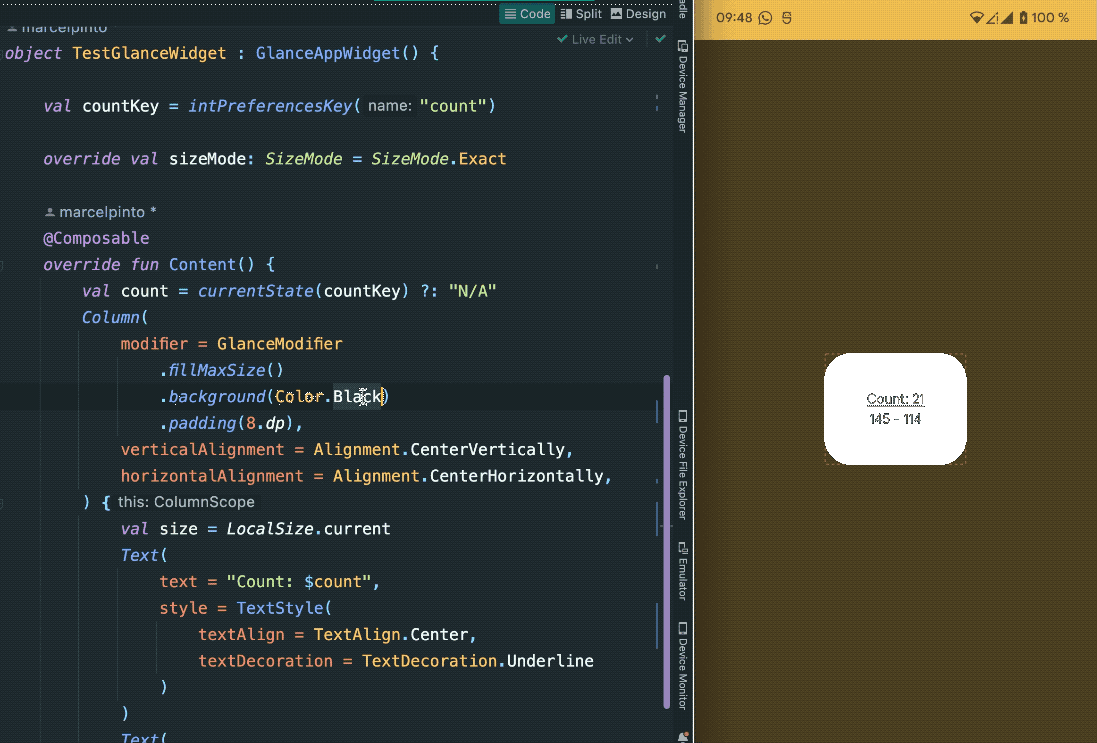 Code Split Design
marcelpinto
Live Edit
object TestGlanceWidget : GlanceAppWidget() {
val countKey = intPreferencesKey( name: "count")
override val sizeMode: SizeMode = SizeMode.Exact
marcelpinto *
@Composable
override fun Content() {
val count = currentState(countKey) ?: "N/A"
Column(
modifier = GlanceModifier
.fillMaxSize()
.background(Color.Black)
.padding(8.dp),
verticalAlignment = Alignment.CenterVertically,
horizontalAlignment = Alignment.CenterHorizontally,
) { this: ColumnScope
val size = LocalSize.current
Text(
text = "Count: $count",
style = TextStyle(
textAlign = TextAlign.Center,
textDecoration = TextDecoration.Underline
)
)
Text(
adle
Device Manager
Device File Explorer
Emulator
Device Monitor
09:48 100 %
Count: 21
145 - 114